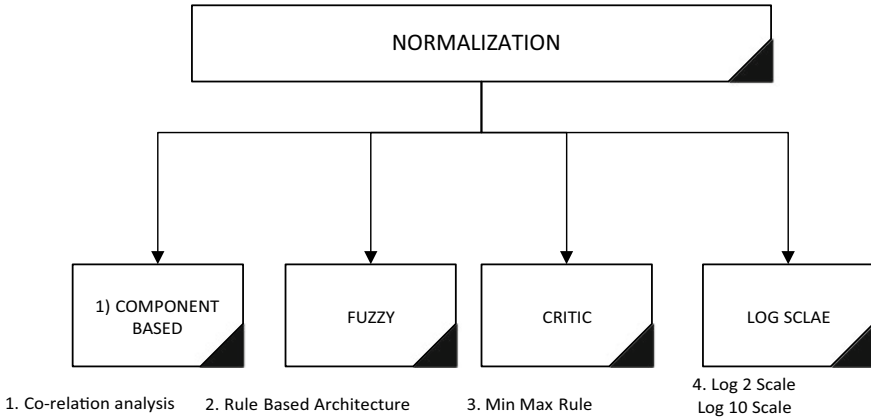 NORMALIZATION
1) COMPONENT
BASED
FUZZY
CRITIC
LOG SCLAE
1. Co-relation analysis
2. Rule Based Architecture
3. Min Max Rule
4. Log 2 Scale
Log 10 Scale